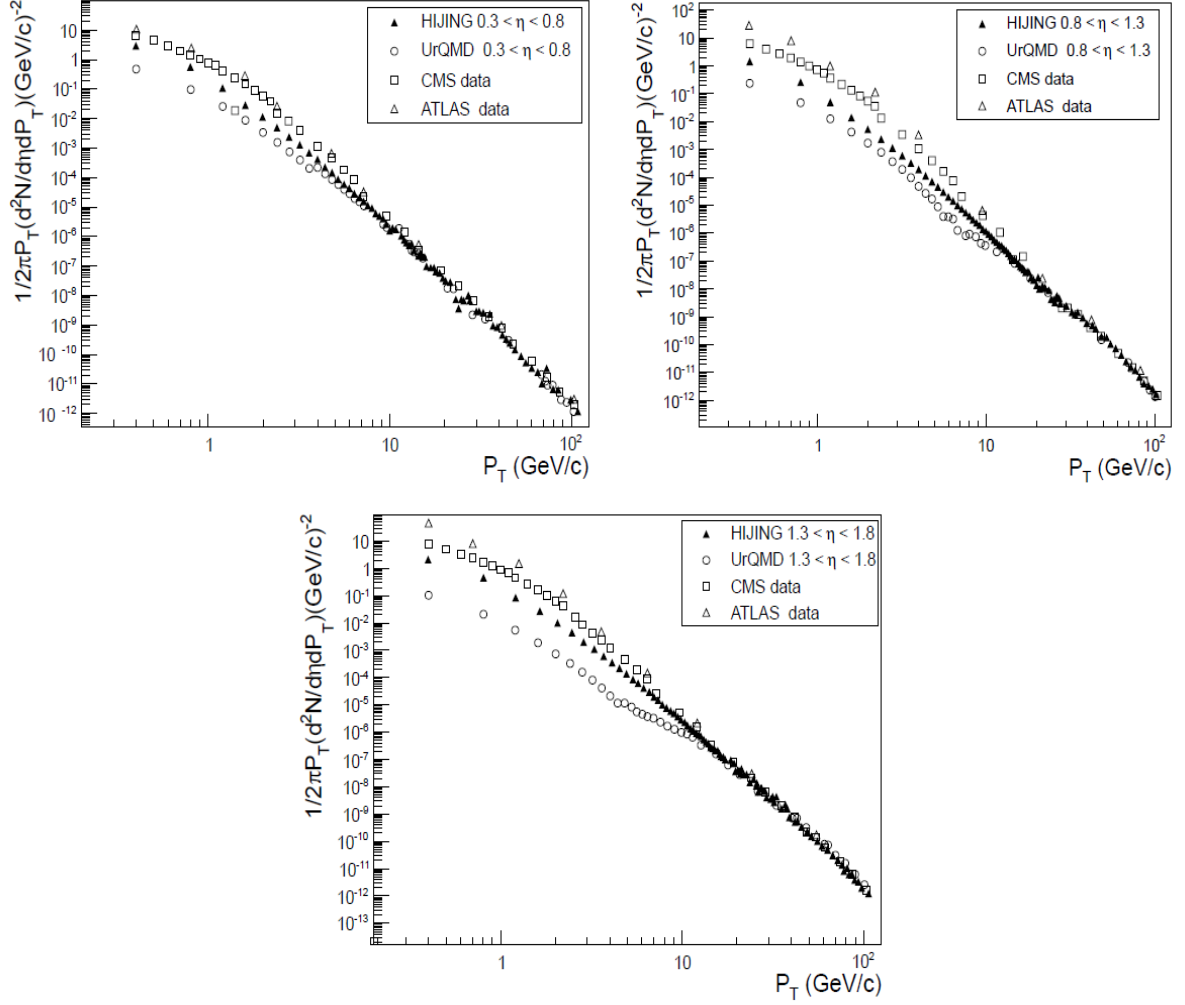 1/2πP_T(d²N/dηdP_T)(GeV/c)⁻²
10
1
10⁻¹
10⁻²
10⁻³
10⁻⁴
10⁻⁵
10⁻⁶
10⁻⁷
10⁻⁸
10⁻⁹
10⁻¹⁰
10⁻¹¹
10⁻¹²
HIJING 0.3 < η < 0.8
UrQMD 0.3 < η < 0.8
CMS data
ATLAS data
1 10 10²
P_T (GeV/c)
1/2πP_T(d²N/dηdP_T)(GeV/c)⁻²
10²
10
1
10⁻¹
10⁻²
10⁻³
10⁻⁴
10⁻⁵
10⁻⁶
10⁻⁷
10⁻⁸
10⁻⁹
10⁻¹⁰
10⁻¹¹
10⁻¹²
HIJING 0.8 < η < 1.3
UrQMD 0.8 < η < 1.3
CMS data
ATLAS data
1 10 10²
P_T (GeV/c)
1/2πP_T(d²N/dηdP_T)(GeV/c)⁻²
10
1
10⁻¹
10⁻²
10⁻³
10⁻⁴
10⁻⁵
10⁻⁶
10⁻⁷
10⁻⁸
10⁻⁹
10⁻¹⁰
10⁻¹¹
10⁻¹²
10⁻¹³
HIJING 1.3 < η < 1.8
UrQMD 1.3 < η < 1.8
CMS data
ATLAS data
1 10 10²
P_T (GeV/c)